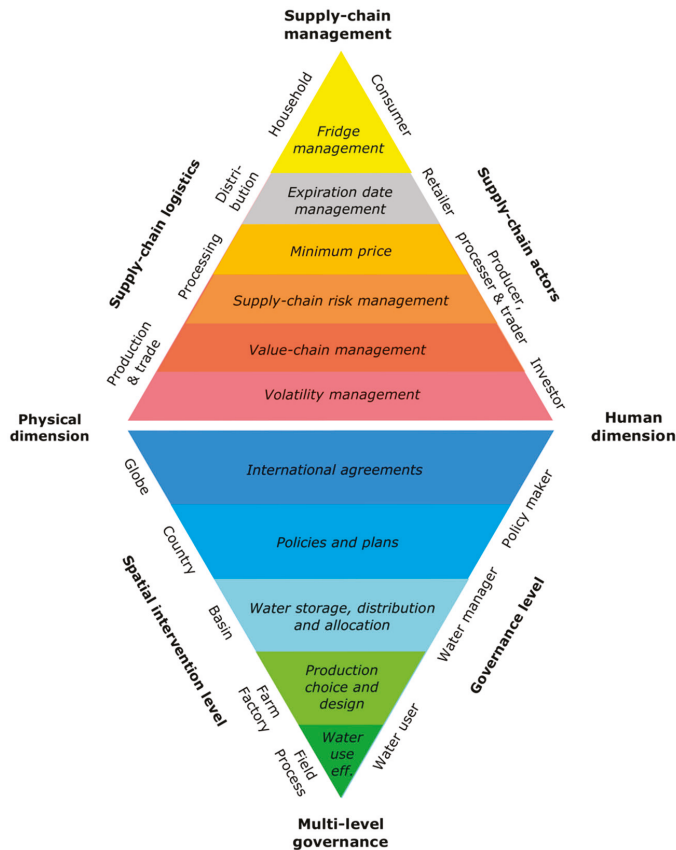 Supply-chain
management
Household
Consumer
Fridge
management
Distri-
bution
Retailer
Expiration date
management
Supply-chain logistics
Supply-chain actors
Processing
Minimum price
Producer,
processer & trader
Supply-chain risk management
Production
& trade
Value-chain management
Investor
Volatility management
Physical
dimension
Human
dimension
Globe
International agreements
Policy maker
Country
Policies and plans
Spatial intervention level
Governance level
Basin
Water storage, distribution
and allocation
Water manager
Farm
Factory
Production
choice and
design
Field
Process
Water
use
eff.
Water user
Multi-level
governance